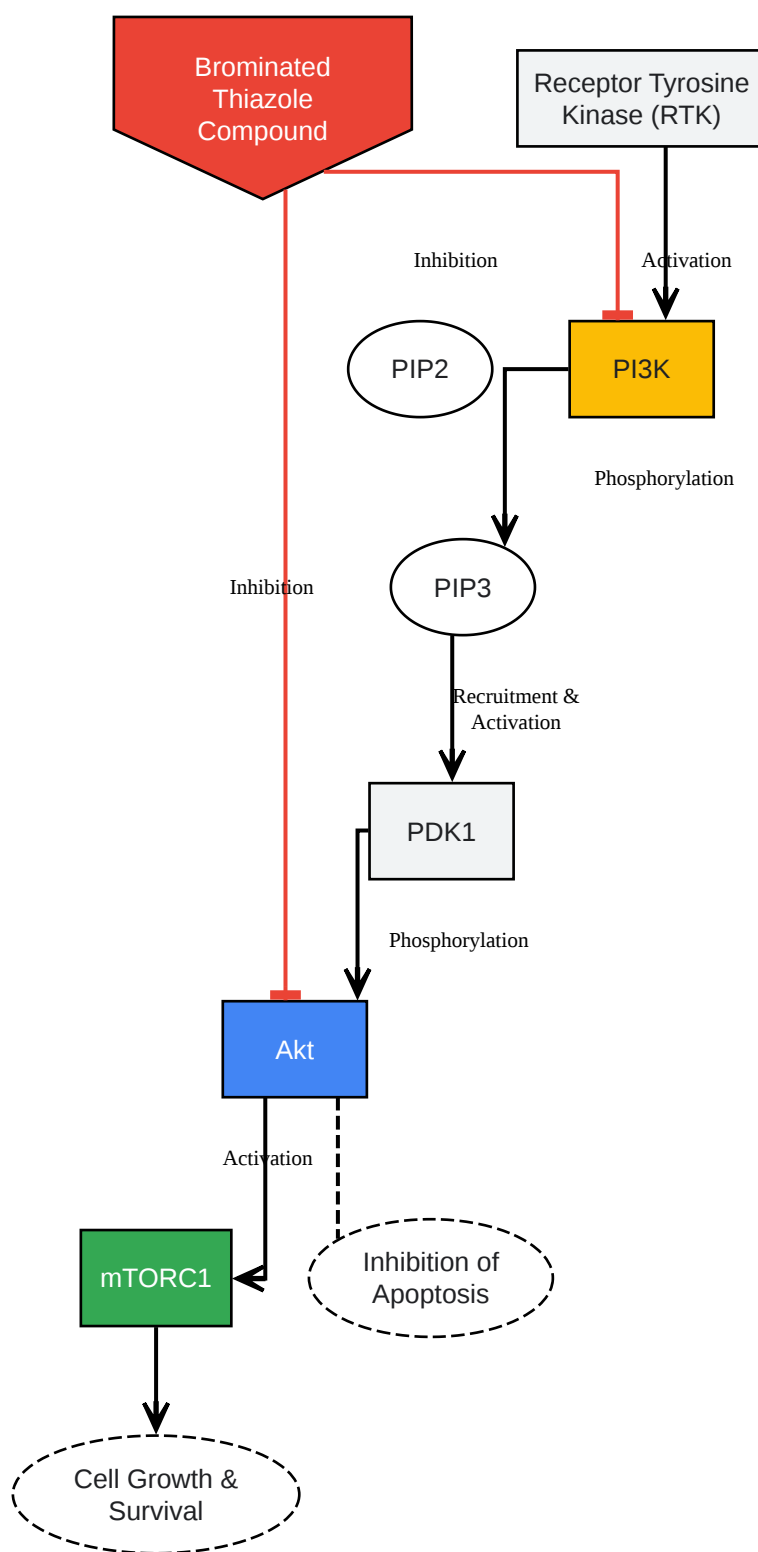 Brominated
Thiazole
Compound
Receptor Tyrosine
Kinase (RTK)
Inhibition
Activation
PIP2
PI3K
Phosphorylation
Inhibition
PIP3
Recruitment &
Activation
PDK1
Phosphorylation
Akt
Activation
mTORC1
Inhibition of
Apoptosis
Cell Growth &
Survival